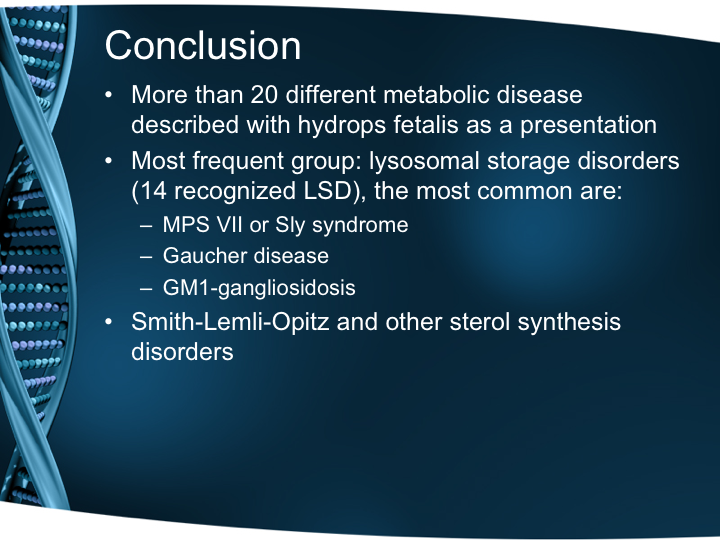 Conclusion
• More than 20 different metabolic disease
described with hydrops fetalis as a presentation
• Most frequent group: lysosomal storage disorders
(14 recognized LSD), the most common are:
– MPS VII or Sly syndrome
– Gaucher disease
– GM1-gangliosidosis
• Smith-Lemli-Opitz and other sterol synthesis
disorders